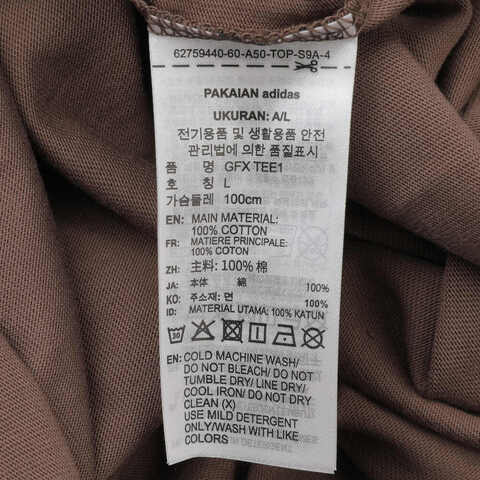 62759440-60-A50-TOP-S9A-4
PAKAIAN adidas
UKURAN: A/L
전기용품 및 생활용품 안전
관리법에 의한 품질표시
품 명 GFX TEE1
호 칭 L
가슴둘레 100cm
EN: MAIN MATERIAL:
100% COTTON
FR: MATIERE PRINCIPALE:
100% COTON
ZH: 主料: 100% 棉
JA: 本体 綿 100%
KO: 주소재: 면 100%
ID: MATERIAL UTAMA: 100% KATUN
30
EN: COLD MACHINE WASH/
DO NOT BLEACH/ DO NOT
TUMBLE DRY/ LINE DRY/
COOL IRON/ DO NOT DRY
CLEAN (X)
USE MILD DETERGENT
ONLY/WASH WITH LIKE
COLORS